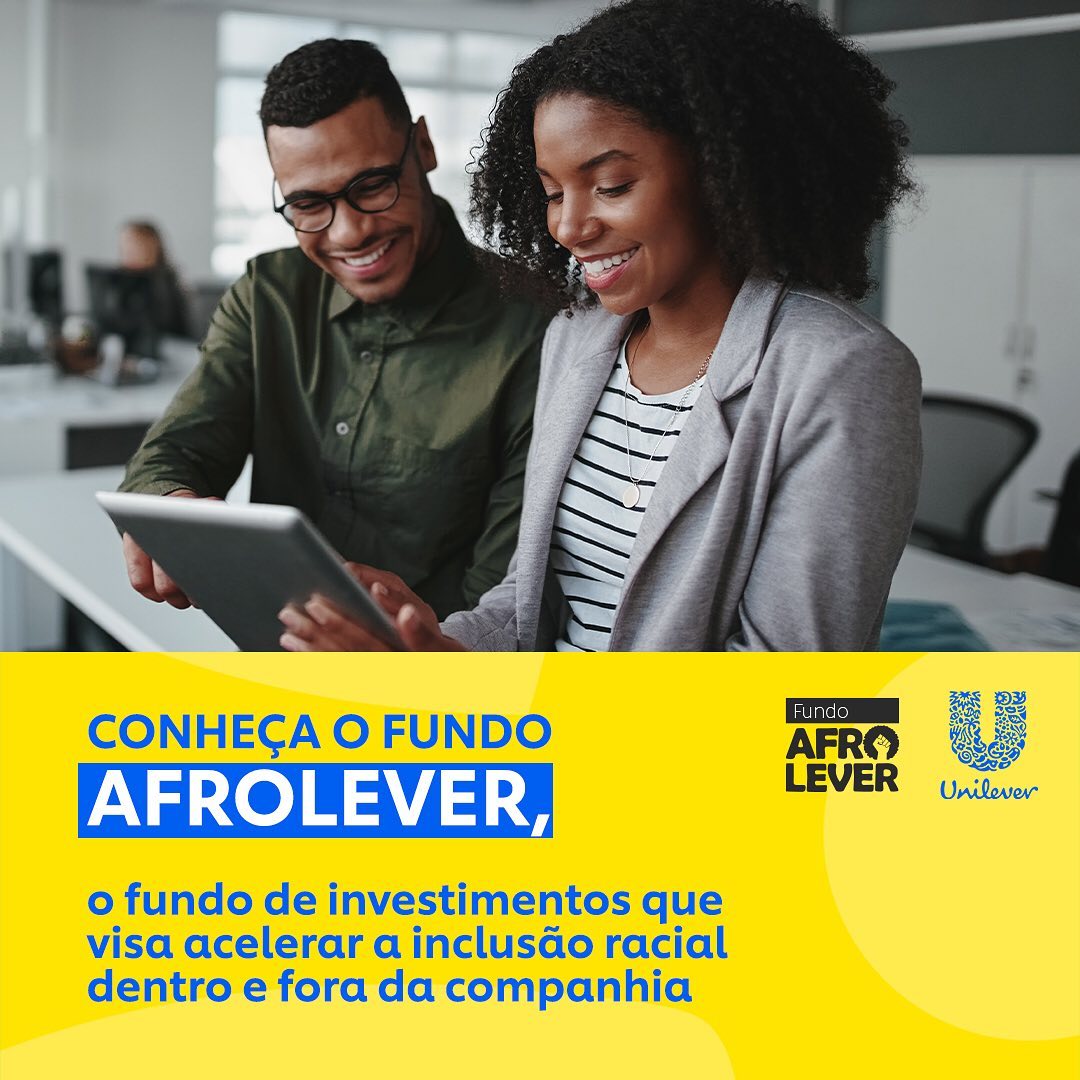 CONHEÇA O FUNDO
AFROLEVER,
o fundo de investimentos que
visa acelerar a inclusão racial
dentro e fora da companhia
Fundo
AFRO
LEVER
Unilever